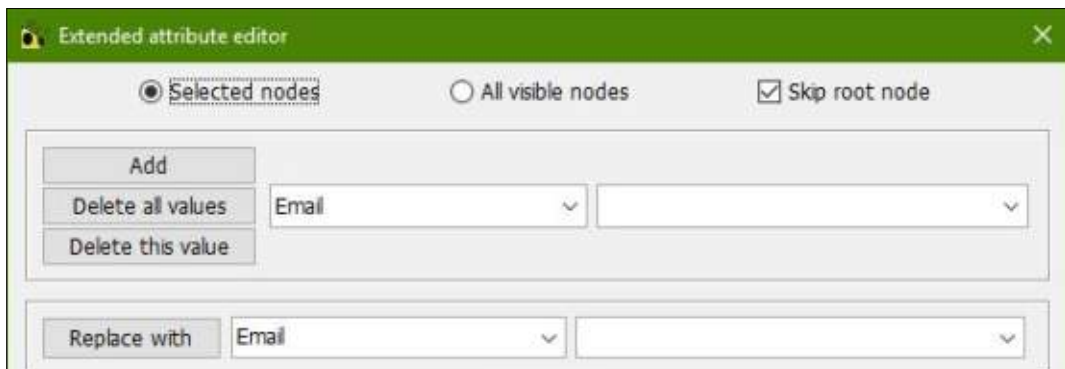 Extended attribute editor
Selected nodes All visible nodes Skip root node
Add
Delete all values Email
Delete this value
Replace with Email